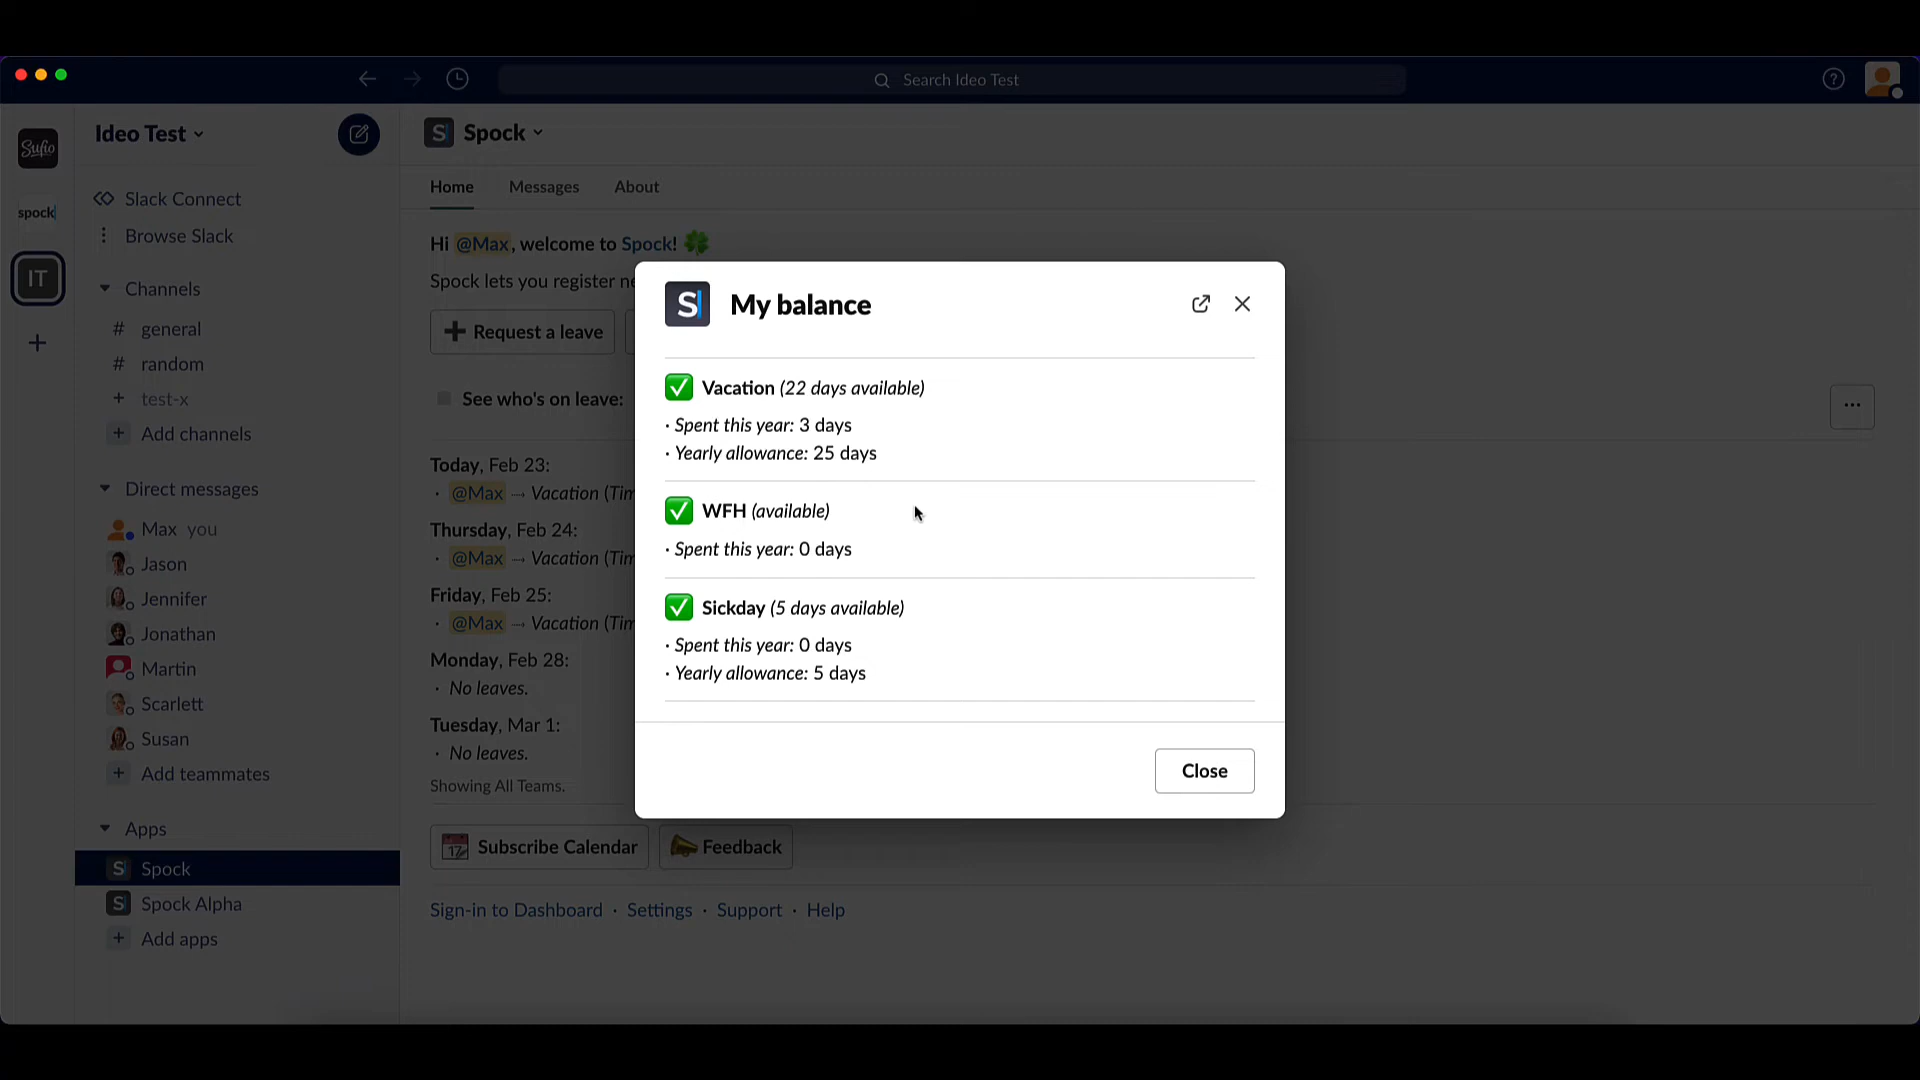 Search Ideo Test
?
Sufio
spock
IT
+
Ideo Test
Slack Connect
Browse Slack
Channels
# general
# random
+ test-x
+ Add channels
Direct messages
Max you
Jason
Jennifer
Jonathan
Martin
Scarlett
Susan
+ Add teammates
Apps
S Spock
S Spock Alpha
+ Add apps
S Spock
Home Messages About
Hi @Max, welcome to Spock!
Spock lets you register
Request a leave
See who's on leave:
Today, Feb 23:
· @Max → Vacation
Thursday, Feb 24:
· @Max → Vacation
Friday, Feb 25:
· @Max → Vacation
Monday, Feb 28:
· No leaves.
Tuesday, Mar 1:
· No leaves.
Showing All Teams.
17 Subscribe Calendar
Feedback
Sign-in to Dashboard · Settings · Support · Help
S My balance
Vacation (22 days available)
· Spent this year: 3 days
· Yearly allowance: 25 days
WFH (available)
· Spent this year: 0 days
Sickday (5 days available)
· Spent this year: 0 days
· Yearly allowance: 5 days
Close